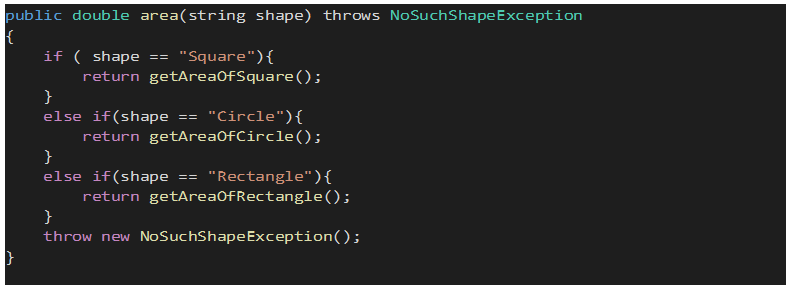 public double area(string shape) throws NoSuchShapeException
{
    if ( shape == "Square"){
        return getAreaOfSquare();
    }
    else if(shape == "Circle"){
        return getAreaOfCircle();
    }
    else if(shape == "Rectangle"){
        return getAreaOfRectangle();
    }
    throw new NoSuchShapeException();
}